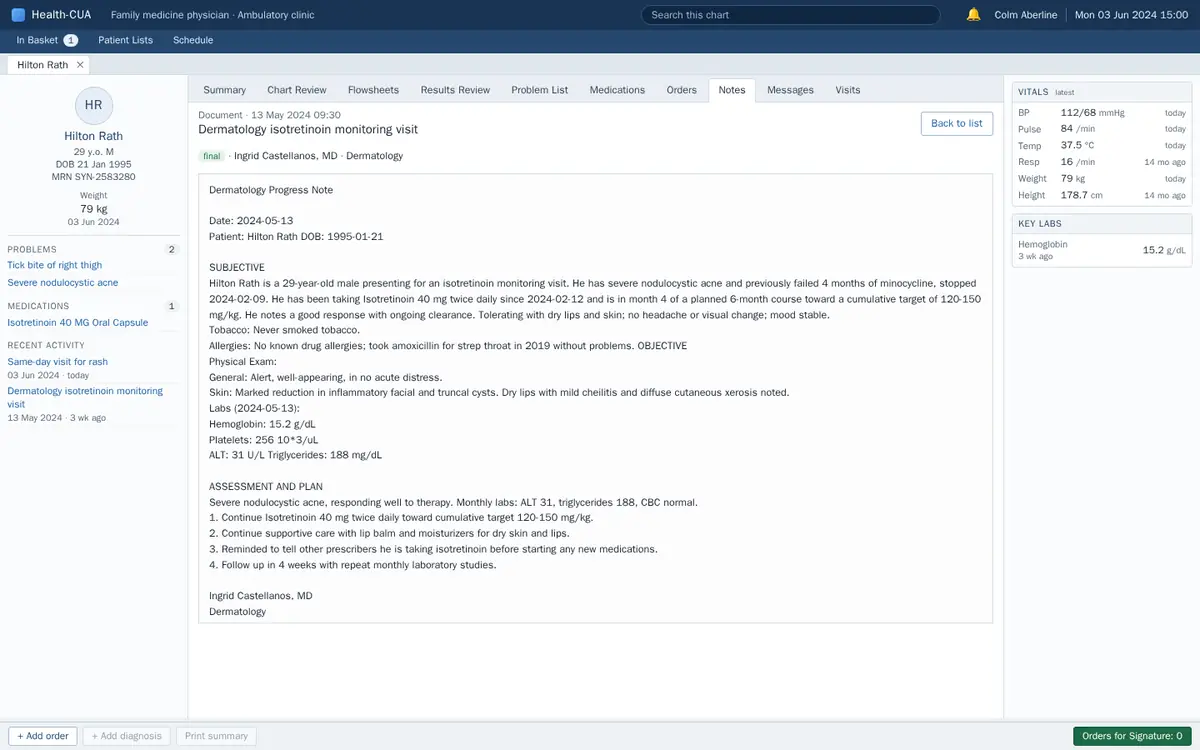 Health-CUA
Family medicine physician · Ambulatory clinic
Search this chart
Colm Aberline
Mon 03 Jun 2024 15:00
In Basket 1
Patient Lists
Schedule
Hilton Rath ✕
HR
Hilton Rath
29 y.o. M
DOB 21 Jan 1995
MRN SYN-2583280
Weight
79 kg
03 Jun 2024
PROBLEMS 2
Tick bite of right thigh
Severe nodulocystic acne
MEDICATIONS 1
Isotretinoin 40 MG Oral Capsule
RECENT ACTIVITY
Same-day visit for rash
03 Jun 2024 · today
Dermatology isotretinoin monitoring
visit
13 May 2024 · 3 wk ago
Summary
Chart Review
Flowsheets
Results Review
Problem List
Medications
Orders
Notes
Messages
Visits
Document · 13 May 2024 09:30
Dermatology isotretinoin monitoring visit
Back to list
final · Ingrid Castellanos, MD · Dermatology
Dermatology Progress Note
Date: 2024-05-13
Patient: Hilton Rath DOB: 1995-01-21
SUBJECTIVE
Hilton Rath is a 29-year-old male presenting for an isotretinoin monitoring visit. He has severe nodulocystic acne and previously failed 4 months of minocycline, stopped
2024-02-09. He has been taking Isotretinoin 40 mg twice daily since 2024-02-12 and is in month 4 of a planned 6-month course toward a cumulative target of 120-150
mg/kg. He notes a good response with ongoing clearance. Tolerating with dry lips and skin; no headache or visual change; mood stable.
Tobacco: Never smoked tobacco.
Allergies: No known drug allergies; took amoxicillin for strep throat in 2019 without problems. OBJECTIVE
Physical Exam:
General: Alert, well-appearing, in no acute distress.
Skin: Marked reduction in inflammatory facial and truncal cysts. Dry lips with mild cheilitis and diffuse cutaneous xerosis noted.
Labs (2024-05-13):
Hemoglobin: 15.2 g/dL
Platelets: 256 10*3/uL
ALT: 31 U/L Triglycerides: 188 mg/dL
ASSESSMENT AND PLAN
Severe nodulocystic acne, responding well to therapy. Monthly labs: ALT 31, triglycerides 188, CBC normal.
1. Continue Isotretinoin 40 mg twice daily toward cumulative target 120-150 mg/kg.
2. Continue supportive care with lip balm and moisturizers for dry skin and lips.
3. Reminded to tell other prescribers he is taking isotretinoin before starting any new medications.
4. Follow up in 4 weeks with repeat monthly laboratory studies.
Ingrid Castellanos, MD
Dermatology
VITALS latest
BP 112/68 mmHg today
Pulse 84 /min today
Temp 37.5 °C today
Resp 16 /min 14 mo ago
Weight 79 kg today
Height 178.7 cm 14 mo ago
KEY LABS
Hemoglobin
3 wk ago
15.2 g/dL
+ Add order
+ Add diagnosis
Print summary
Orders for Signature: 0